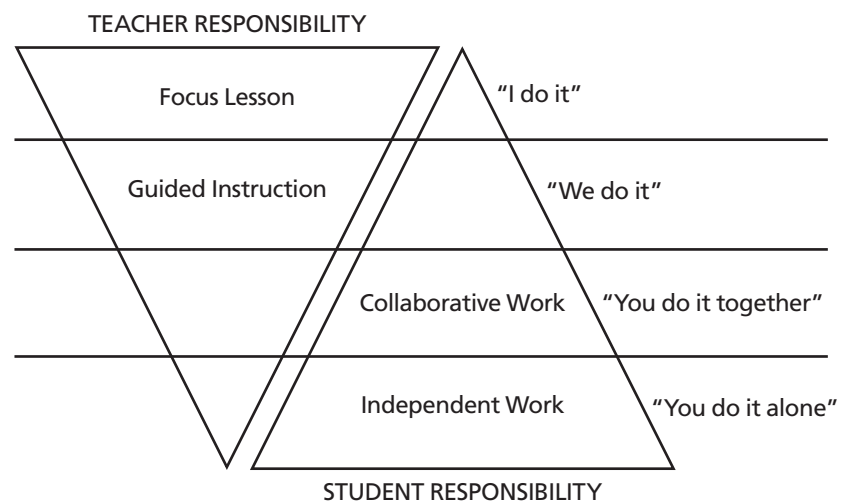 TEACHER RESPONSIBILITY
Focus Lesson
“I do it”
Guided Instruction
“We do it”
Collaborative Work
“You do it together”
Independent Work
“You do it alone”
STUDENT RESPONSIBILITY